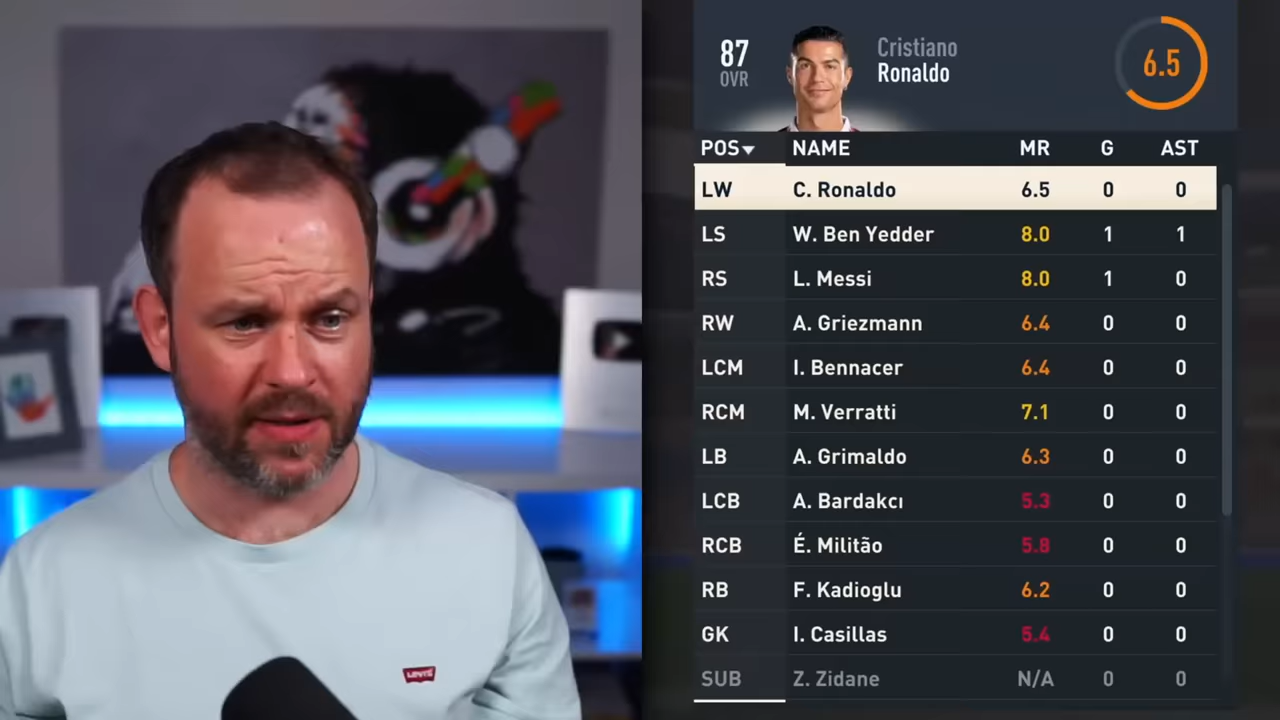 87
OVR
Cristiano
Ronaldo
6.5
POS NAME MR G AST
LW C. Ronaldo 6.5 0 0
LS W. Ben Yedder 8.0 1 1
RS L. Messi 8.0 1 0
RW A. Griezmann 6.4 0 0
LCM I. Bennacer 6.4 0 0
RCM M. Verratti 7.1 0 0
LB A. Grimaldo 6.3 0 0
LCB A. Bardakcı 5.3 0 0
RCB É. Militão 5.8 0 0
RB F. Kadioglu 6.2 0 0
GK I. Casillas 5.4 0 0
SUB Z. Zidane N/A 0 0
LEVI'S